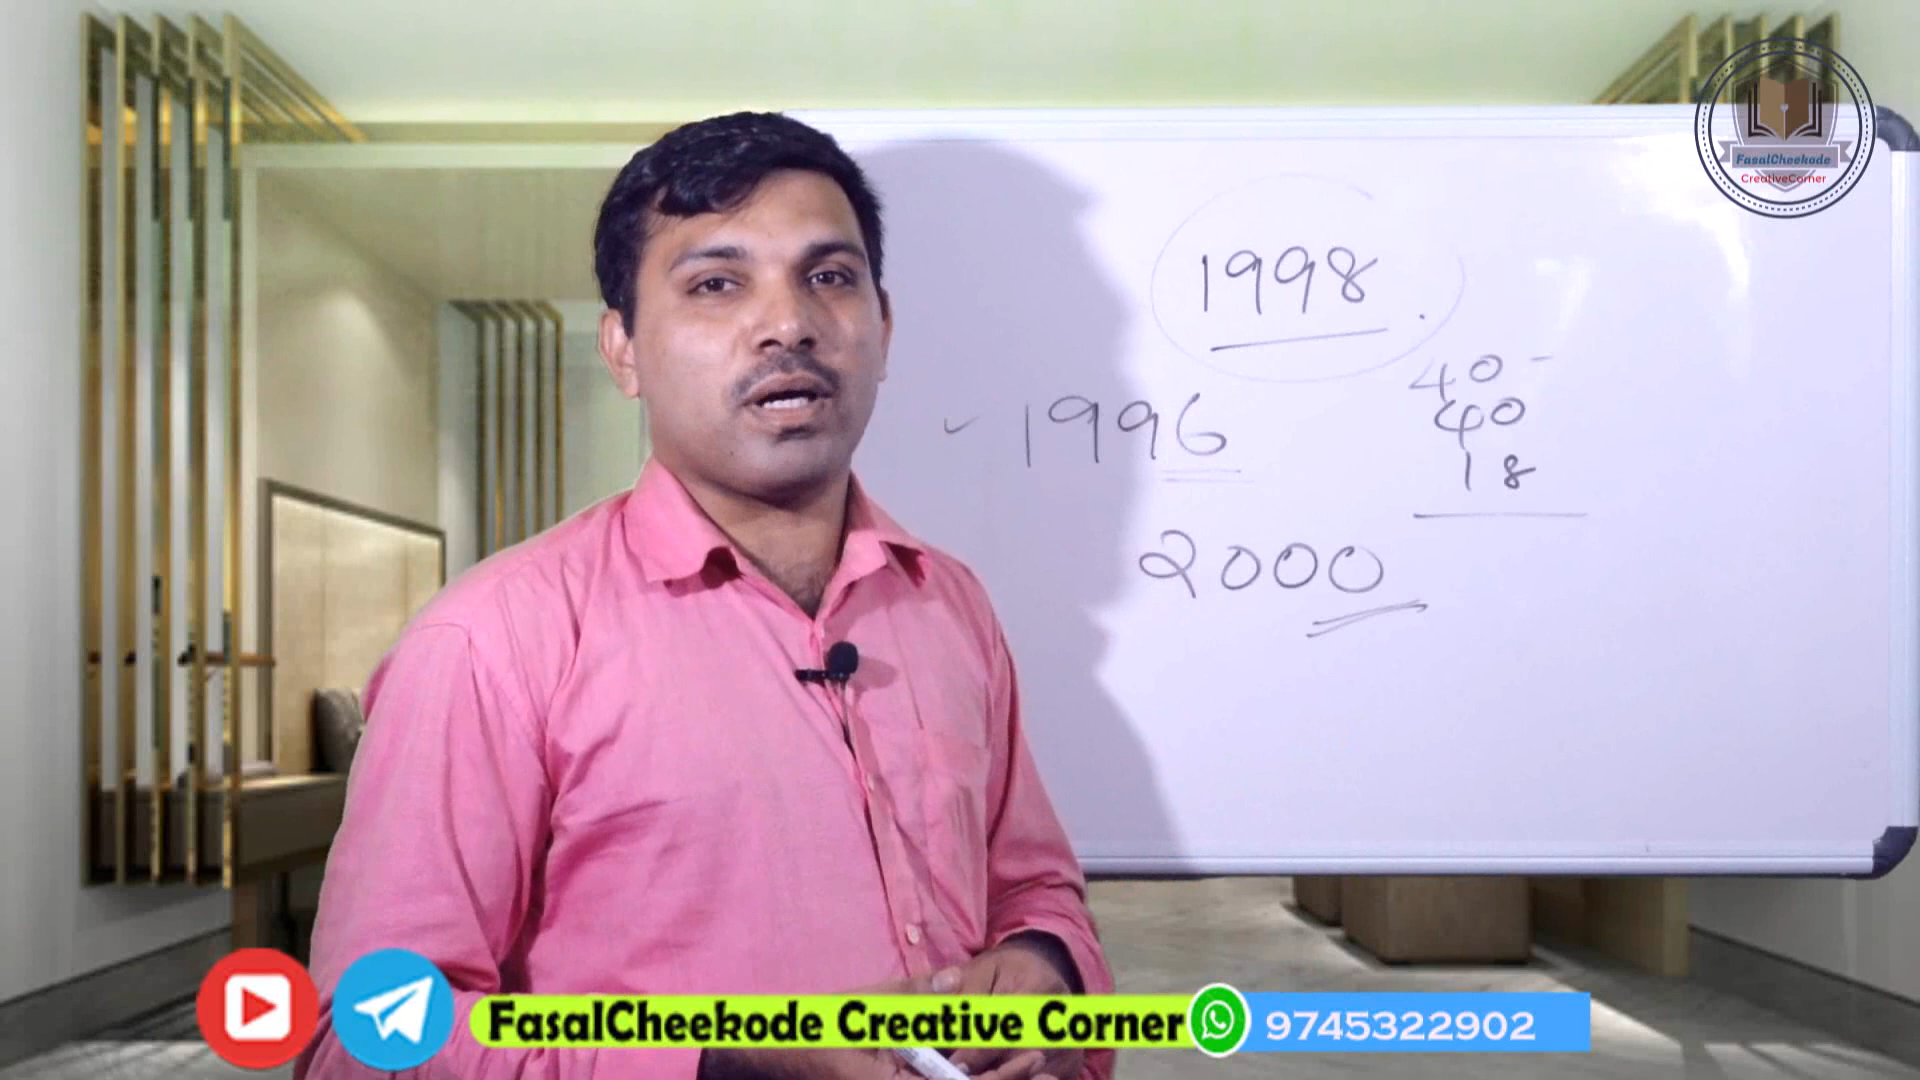 FasalCheekode
CreativeCorner
1998
40 -
1996
40
18
2000
FasalCheekode Creative Corner
9745322902